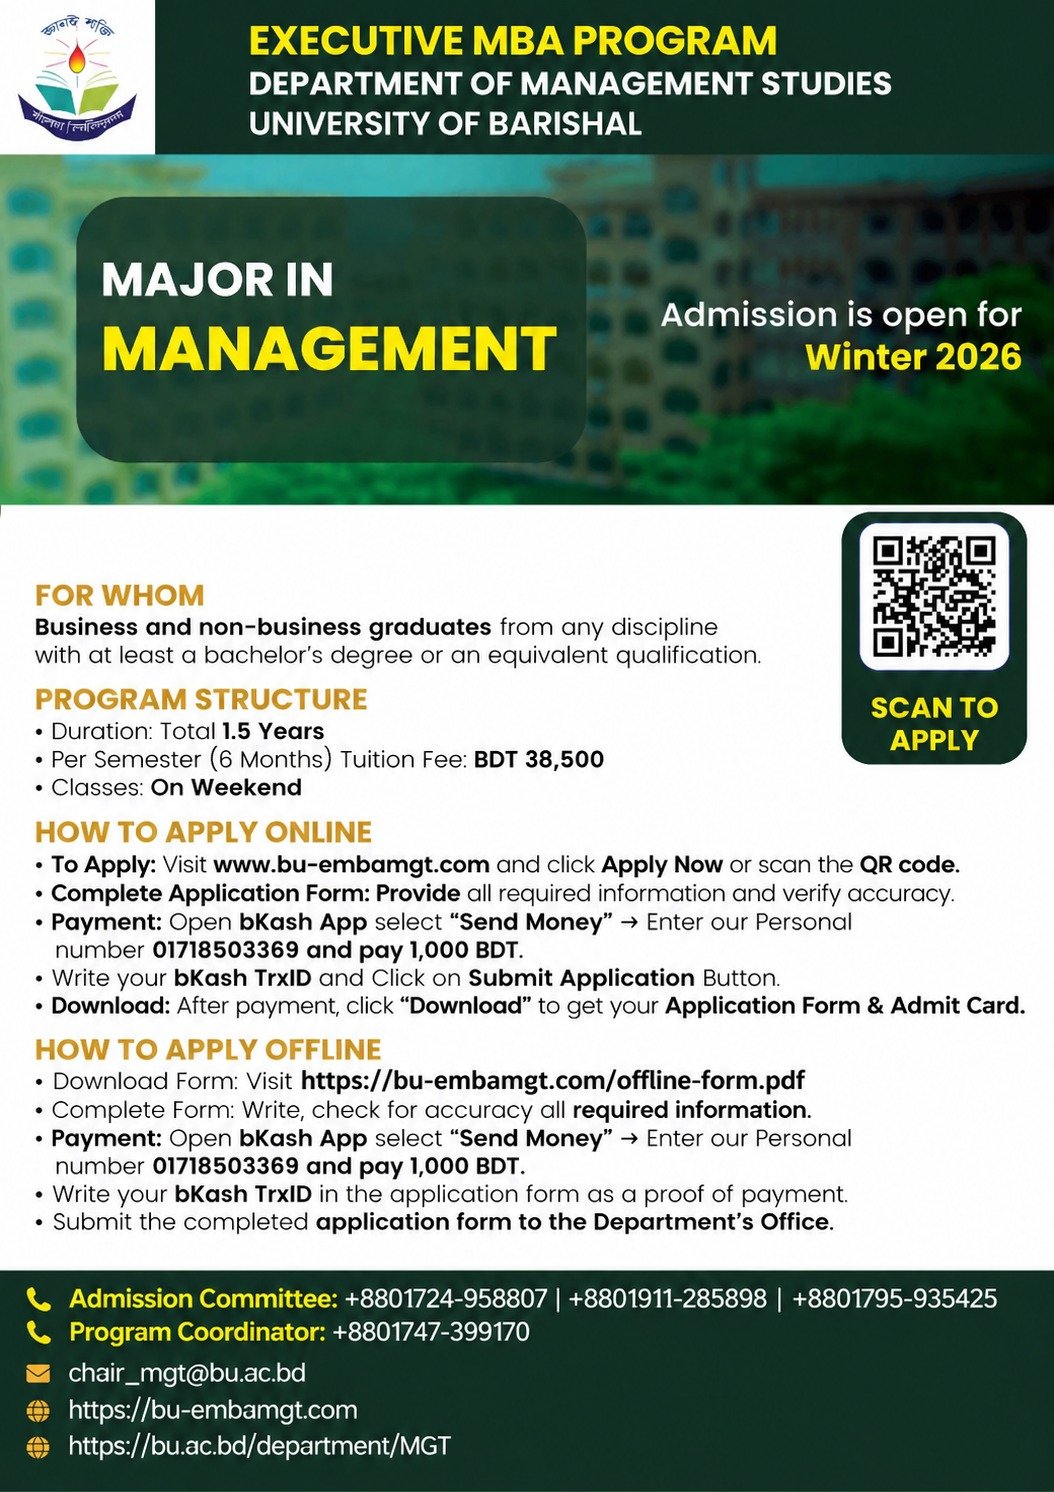 EXECUTIVE MBA PROGRAM
DEPARTMENT OF MANAGEMENT STUDIES
UNIVERSITY OF BARISHAL
MAJOR IN
MANAGEMENT
Admission is open for
Winter 2026
SCAN TO
APPLY
FOR WHOM
Business and non-business graduates from any discipline
with at least a bachelor's degree or an equivalent qualification.
PROGRAM STRUCTURE
• Duration: Total 1.5 Years
• Per Semester (6 Months) Tuition Fee: BDT 38,500
• Classes: On Weekend
HOW TO APPLY ONLINE
• To Apply: Visit www.bu-embamgt.com and click Apply Now or scan the QR code.
• Complete Application Form: Provide all required information and verify accuracy.
• Payment: Open bKash App select “Send Money” → Enter our Personal
number 01718503369 and pay 1,000 BDT.
• Write your bKash TrxID and Click on Submit Application Button.
• Download: After payment, click “Download” to get your Application Form & Admit Card.
HOW TO APPLY OFFLINE
• Download Form: Visit https://bu-embamgt.com/offline-form.pdf
• Complete Form: Write, check for accuracy all required information.
• Payment: Open bKash App select “Send Money” → Enter our Personal
number 01718503369 and pay 1,000 BDT.
• Write your bKash TrxID in the application form as a proof of payment.
• Submit the completed application form to the Department's Office.
Admission Committee: +8801724-958807 | +8801911-285898 | +8801795-935425
Program Coordinator: +8801747-399170
chair_mgt@bu.ac.bd
https://bu-embamgt.com
https://bu.ac.bd/department/MGT